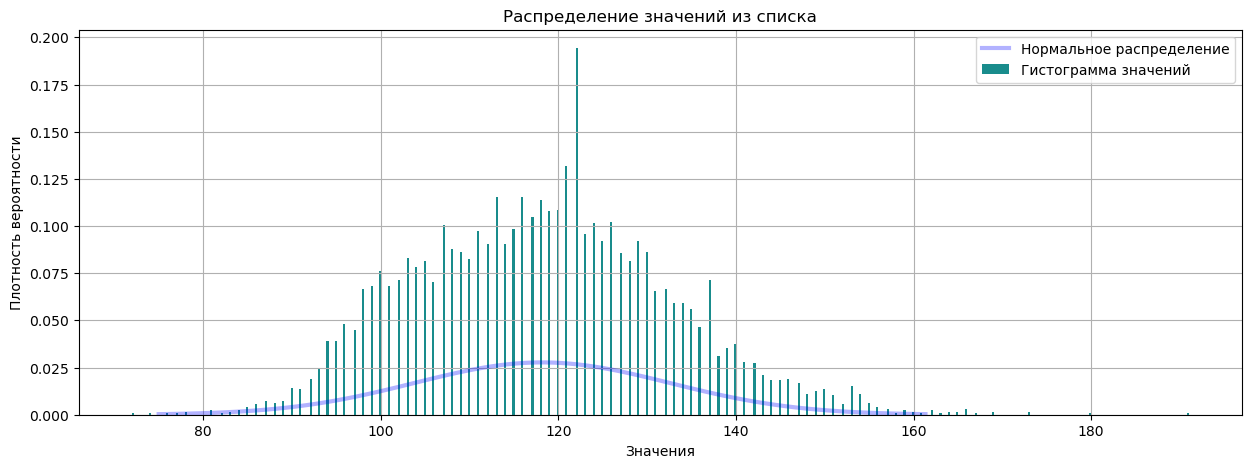 Распределение значений из списка
Нормальное распределение
Гистограмма значений
Плотность вероятности
0.200
0.175
0.150
0.125
0.100
0.075
0.050
0.025
0.000
80 100 120 140 160 180
Значения